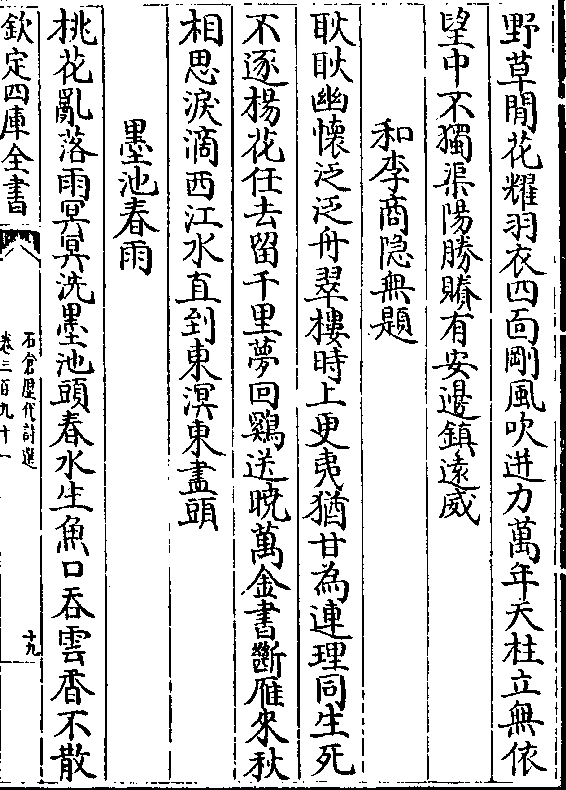 野草閒花耀羽衣四面剛風吹迸力萬年天柱立無依
望中不獨渠陽勝賸有安邊鎮遠威
和李商隐無題
耿耿幽懷泛泛舟翠樓時上更夷猶甘為連理同生死
不逐楊花任去留千里夢回鷄送曉萬金書斷雁來秋
相思淚滴西江水直到東溟東盡頭
墨池春雨
桃花亂落雨冥冥洗墨池頭春水生魚口吞雲香不散
欽定四庫全書
石倉歷代詩選
卷三百九十一
十九